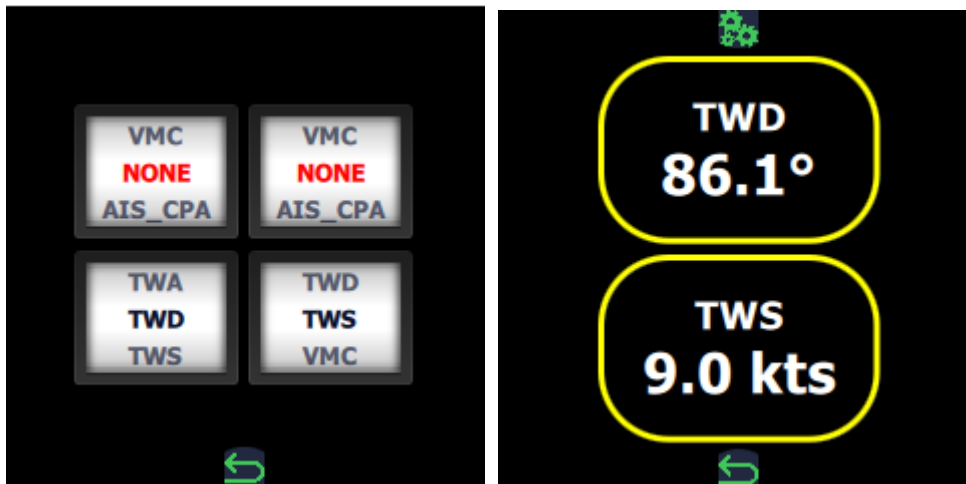 VMC
NONE
AIS_CPA
VMC
NONE
AIS_CPA
TWA
TWD
TWS
TWD
TWS
VMC
TWD
86.1°
TWS
9.0 kts